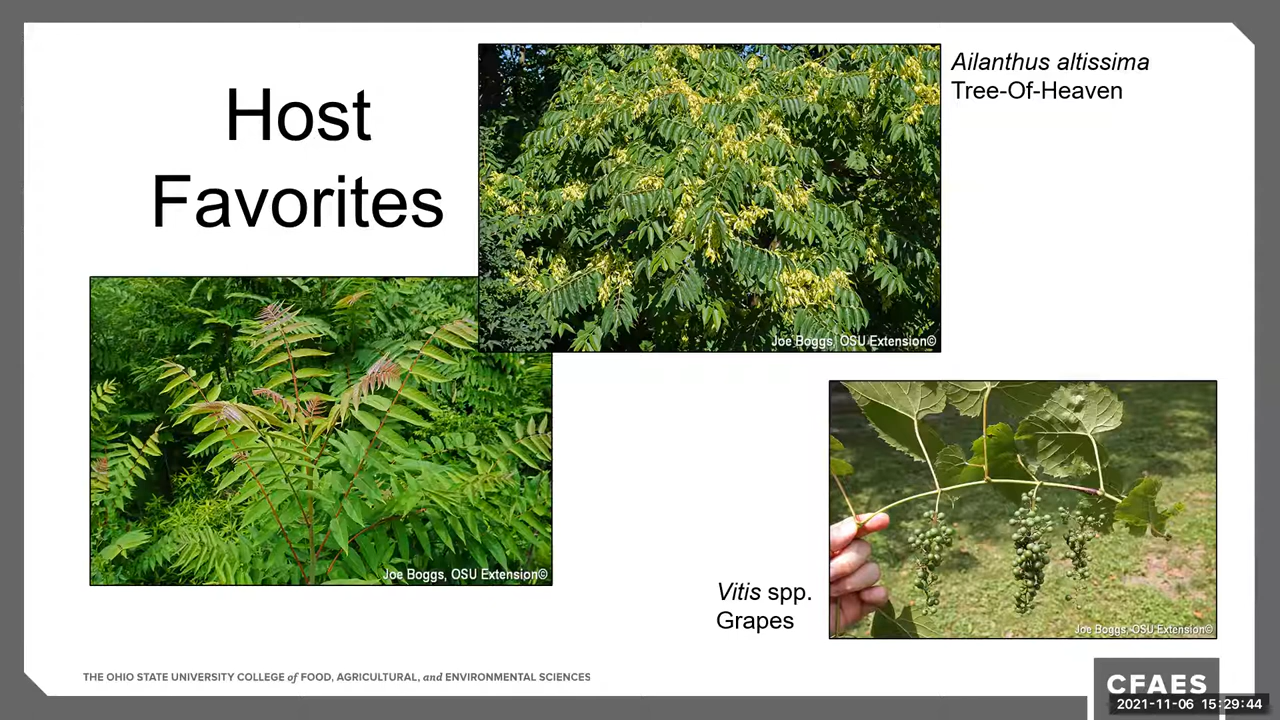 Host
Favorites
Ailanthus altissima
Tree-Of-Heaven
Joe Boggs, OSU Extension©
Joe Boggs, OSU Extension©
Vitis spp.
Grapes
Joe Boggs, OSU Extension©
THE OHIO STATE UNIVERSITY COLLEGE of FOOD, AGRICULTURAL, and ENVIRONMENTAL SCIENCES
CFAES
2021-11-06 15:29:44